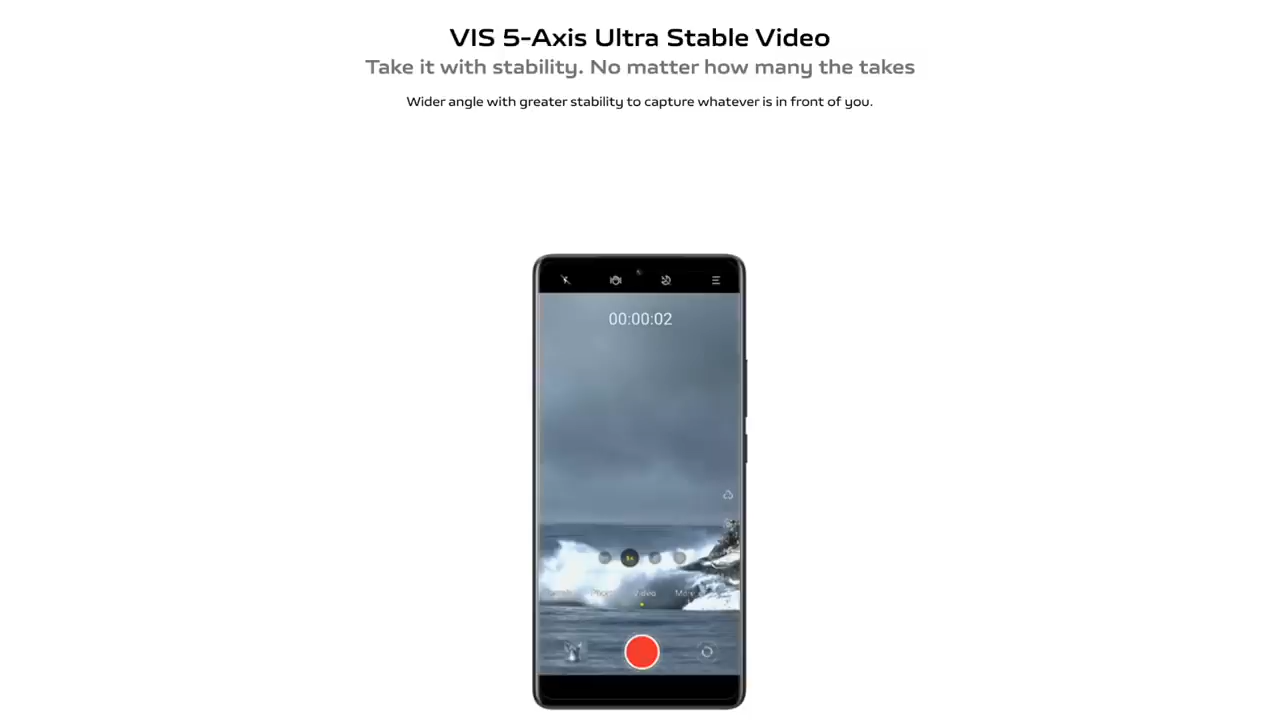 VIS 5-Axis Ultra Stable Video
Take it with stability. No matter how many the takes
Wider angle with greater stability to capture whatever is in front of you.
00:00:02
Video
More